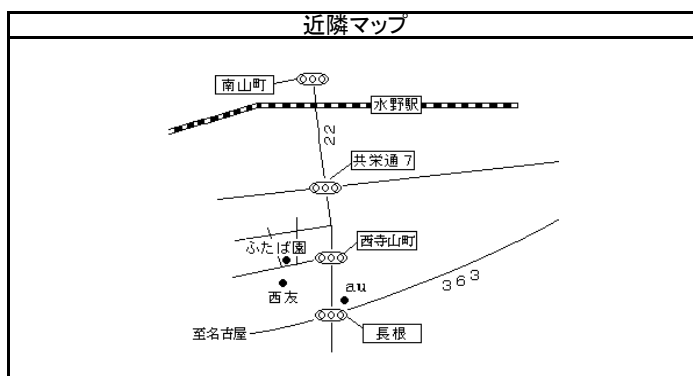 近隣マップ
南山町
水野駅
22
共栄通7
ふたば園
西寺山町
西友
au
363
至名古屋
長根